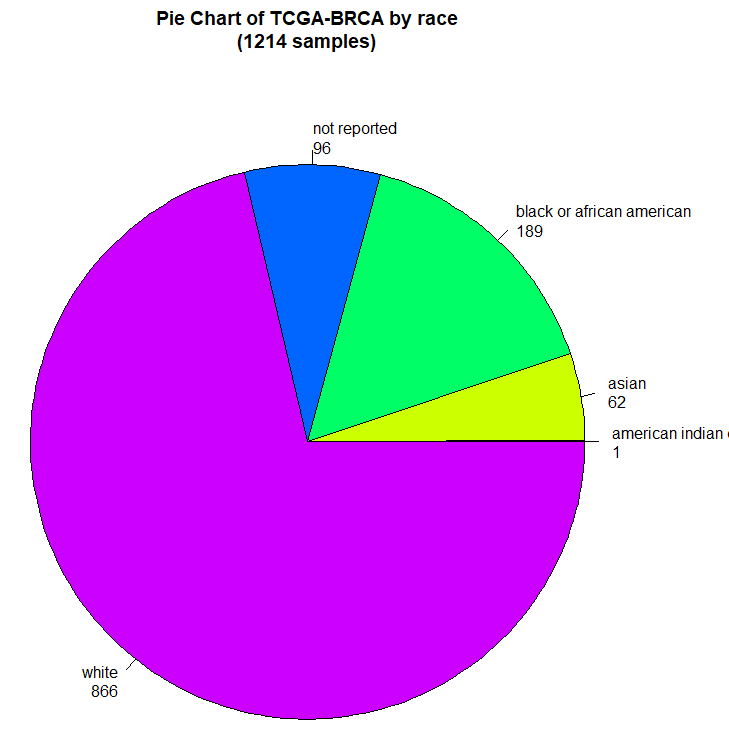 Pie Chart of TCGA-BRCA by race
(1214 samples)
not reported
96
black or african american
189
asian
62
american indian
1
white
866